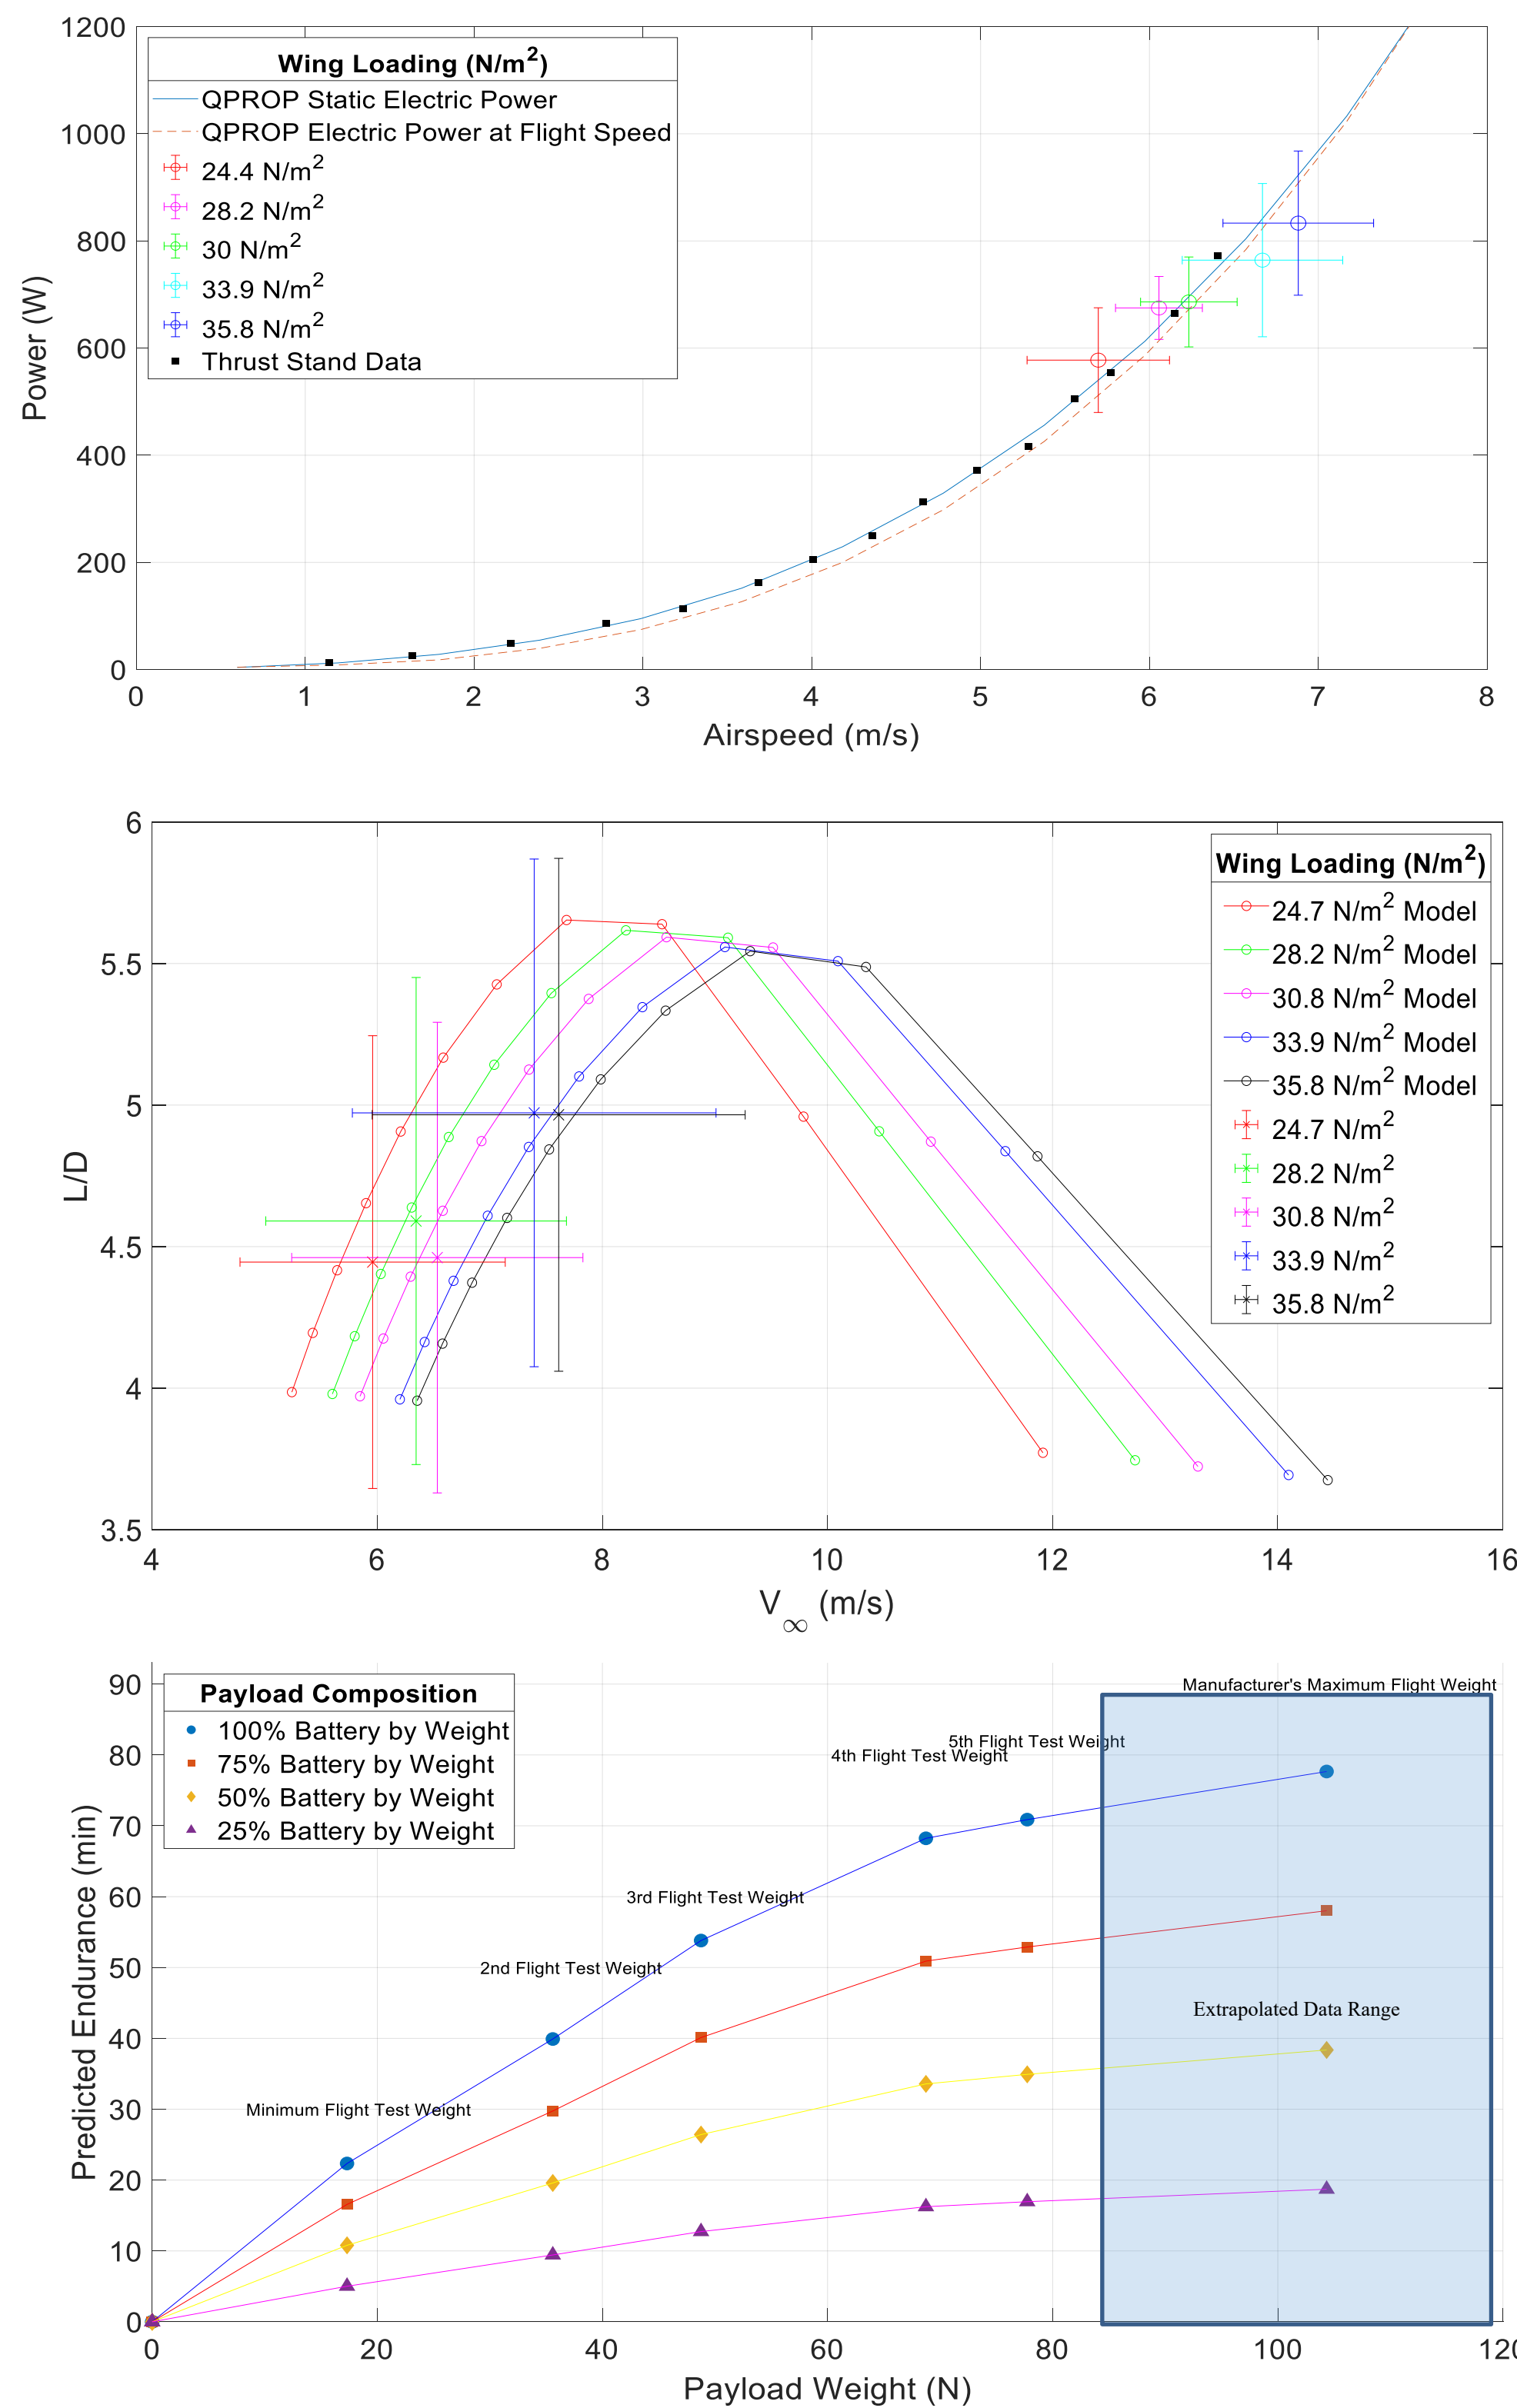 1200
1000
800
600
400
200
0
Power (W)
Wing Loading (N/m²)
QPROP Static Electric Power
QPROP Electric Power at Flight Speed
24.4 N/m²
28.2 N/m²
30 N/m²
33.9 N/m²
35.8 N/m²
Thrust Stand Data
0 1 2 3 4 5 6 7 8
Airspeed (m/s)
6
5.5
5
4.5
4
3.5
L/D
Wing Loading (N/m²)
24.7 N/m² Model
28.2 N/m² Model
30.8 N/m² Model
33.9 N/m² Model
35.8 N/m² Model
24.7 N/m²
28.2 N/m²
30.8 N/m²
33.9 N/m²
35.8 N/m²
4 6 8 10 12 14 16
V∞ (m/s)
90
80
70
60
50
40
30
20
10
0
Predicted Endurance (min)
Payload Composition
100% Battery by Weight
75% Battery by Weight
50% Battery by Weight
25% Battery by Weight
Manufacturer's Maximum Flight Weight
5th Flight Test Weight
4th Flight Test Weight
3rd Flight Test Weight
2nd Flight Test Weight
Extrapolated Data Range
Minimum Flight Test Weight
0 20 40 60 80 100 120
Payload Weight (N)